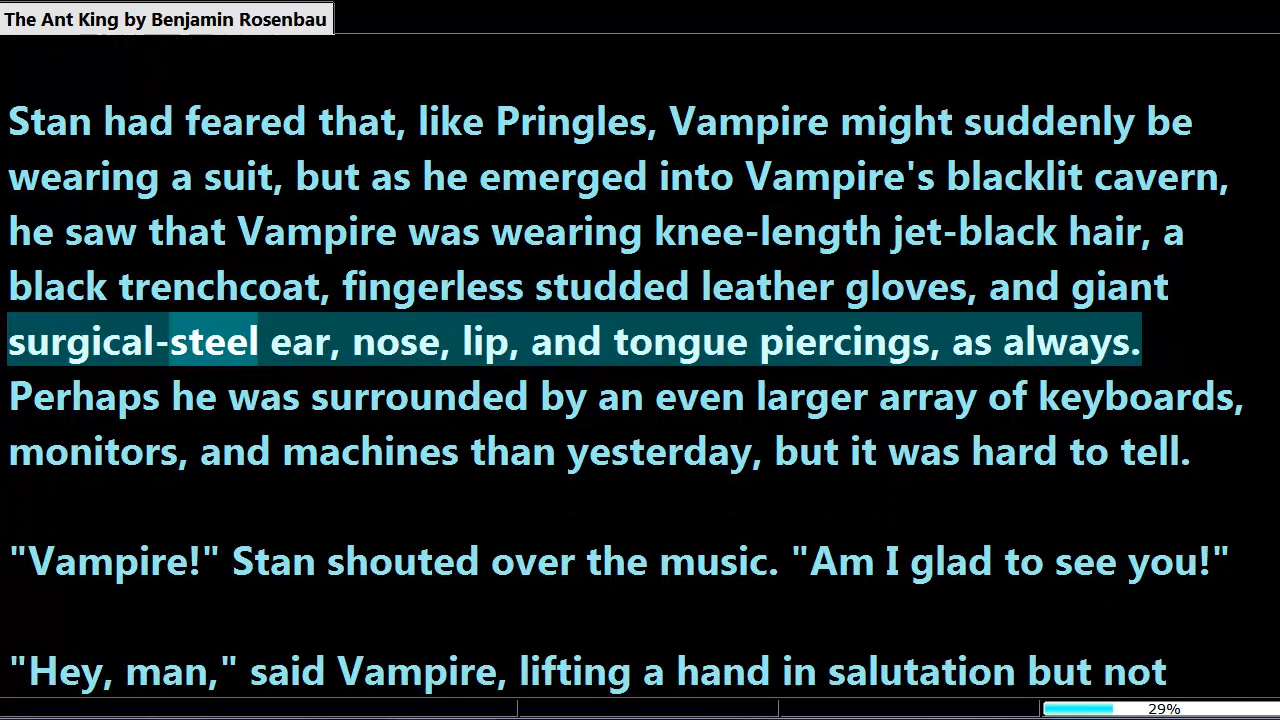 The Ant King by Benjamin Rosenbau
Stan had feared that, like Pringles, Vampire might suddenly be
wearing a suit, but as he emerged into Vampire's blacklit cavern,
he saw that Vampire was wearing knee-length jet-black hair, a
black trenchcoat, fingerless studded leather gloves, and giant
surgical-steel ear, nose, lip, and tongue piercings, as always.
Perhaps he was surrounded by an even larger array of keyboards,
monitors, and machines than yesterday, but it was hard to tell.
"Vampire!" Stan shouted over the music. "Am I glad to see you!"
"Hey, man," said Vampire, lifting a hand in salutation but not
29%